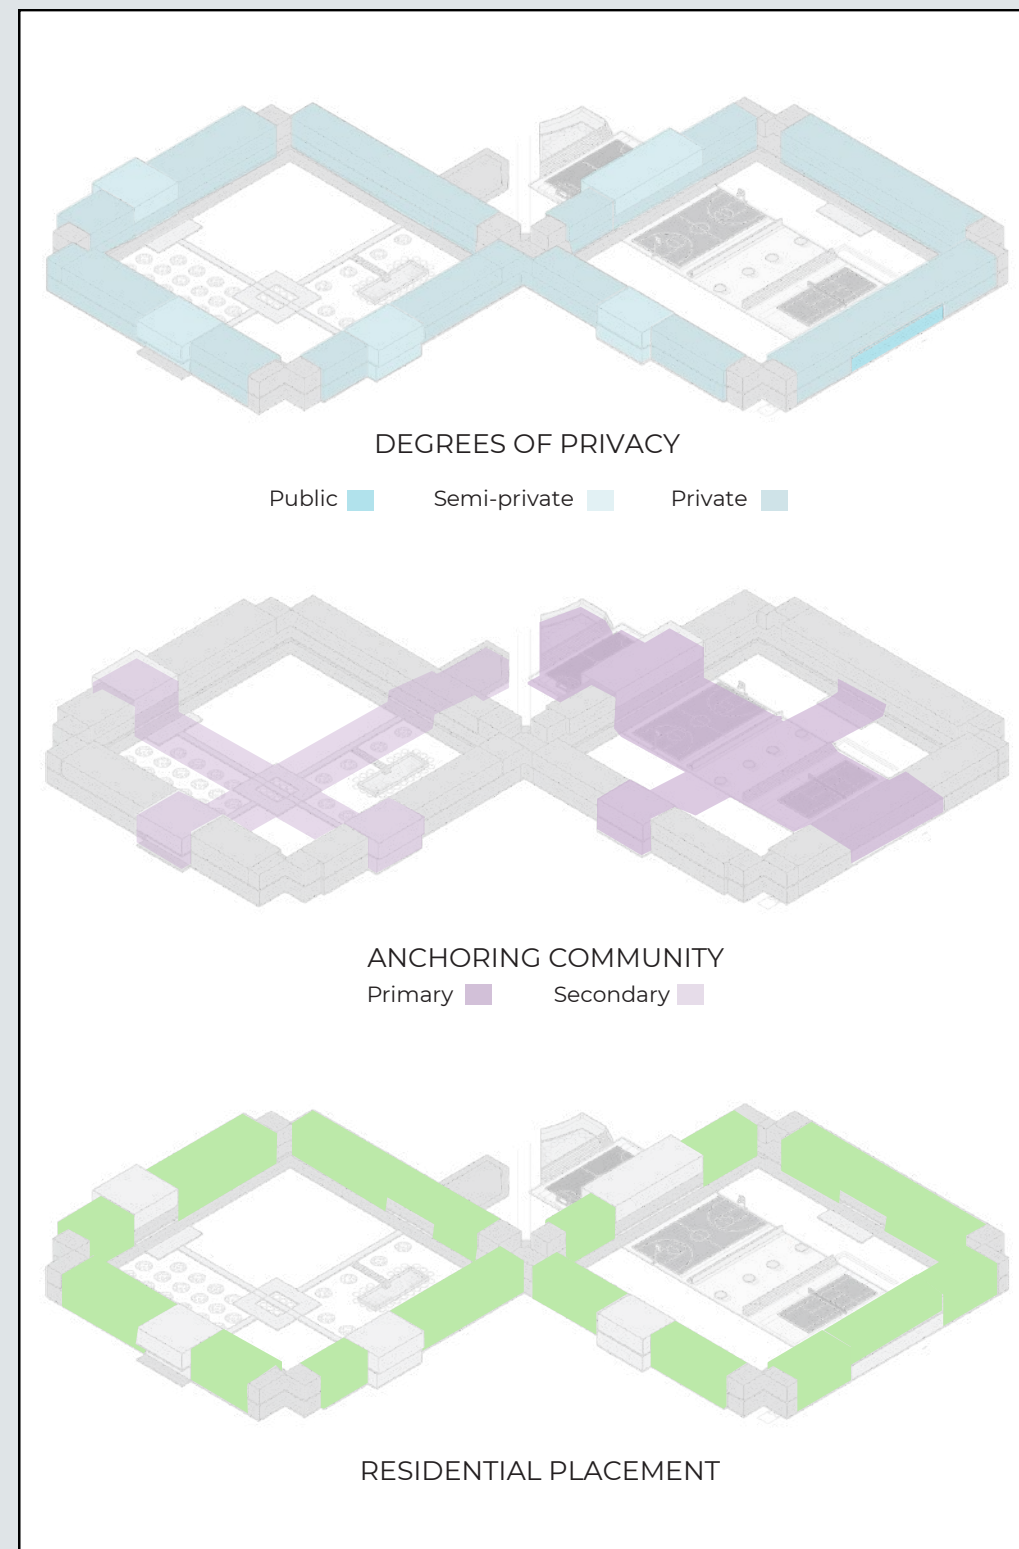 DEGREES OF PRIVACY
Public Semi-private Private
ANCHORING COMMUNITY
Primary Secondary
RESIDENTIAL PLACEMENT